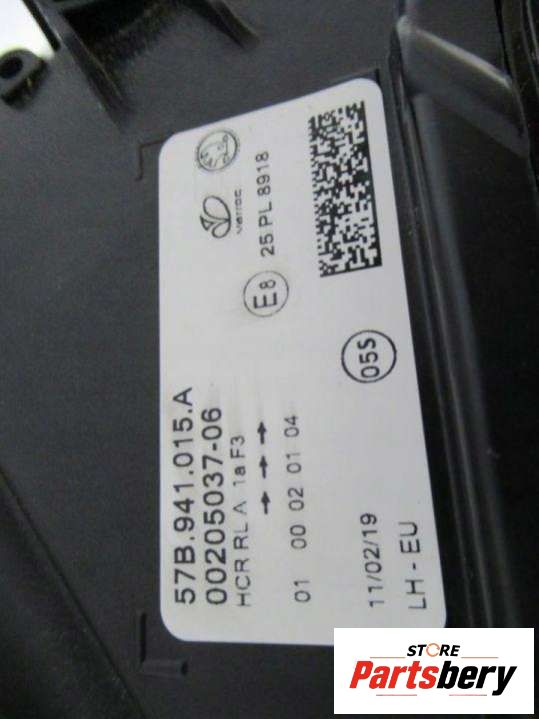 57B.941.015.A
00205037-06
HCR RL A 1a F3
E8 25 PL 8918
varroc
01 00 02 01 04
05S
11/02/19
LH - EU
STORE
Partsbery